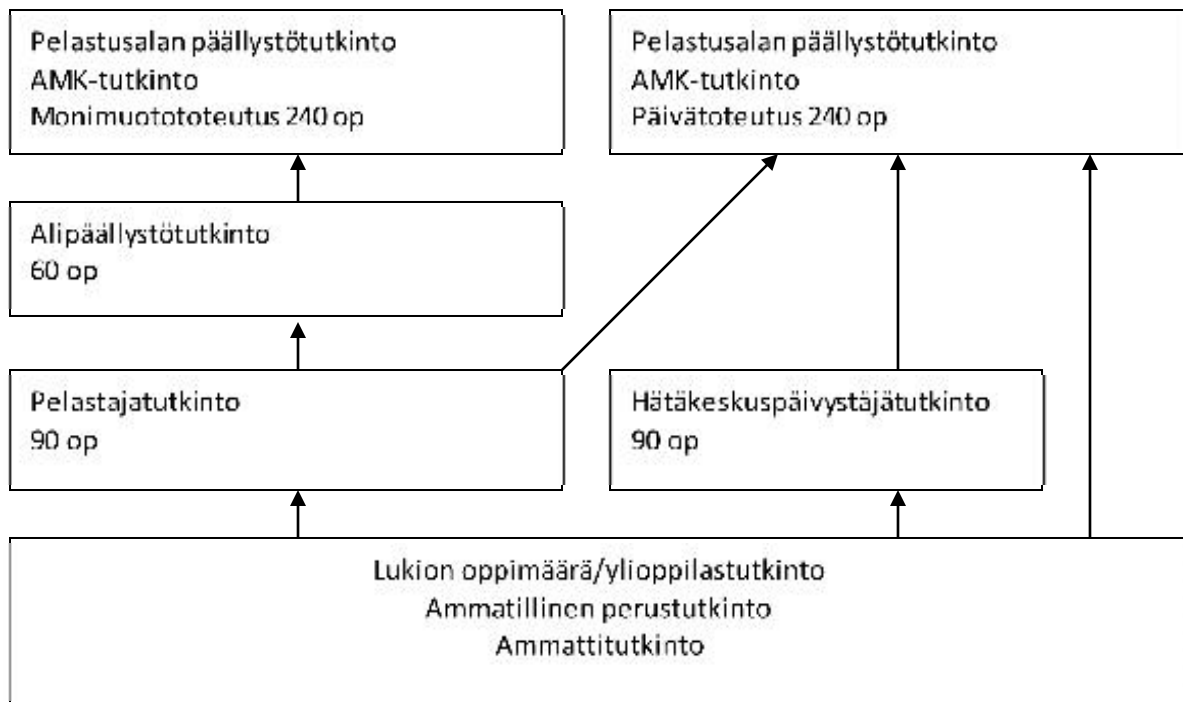 Pelastusalan päällystötutkinto
AMK-tutkinto
Monimuotototeutus 240 op
Pelastusalan päällystötutkinto
AMK-tutkinto
Päivätoteutus 240 op
Alipäällystötutkinto
60 op
Pelastajatutkinto
90 op
Hätäkeskuspäivystäjätutkinto
90 op
Lukion oppimäärä/ylioppilastutkinto
Ammatillinen perustutkinto
Ammattitutkinto